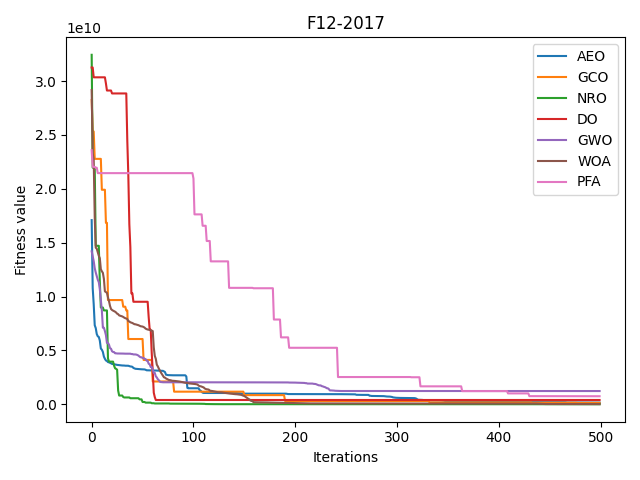 F12-2017
1e10
3.0
2.5
2.0
1.5
1.0
0.5
0.0
Fitness value
0
100
200
300
400
500
Iterations
AEO
GCO
NRO
DO
GWO
WOA
PFA